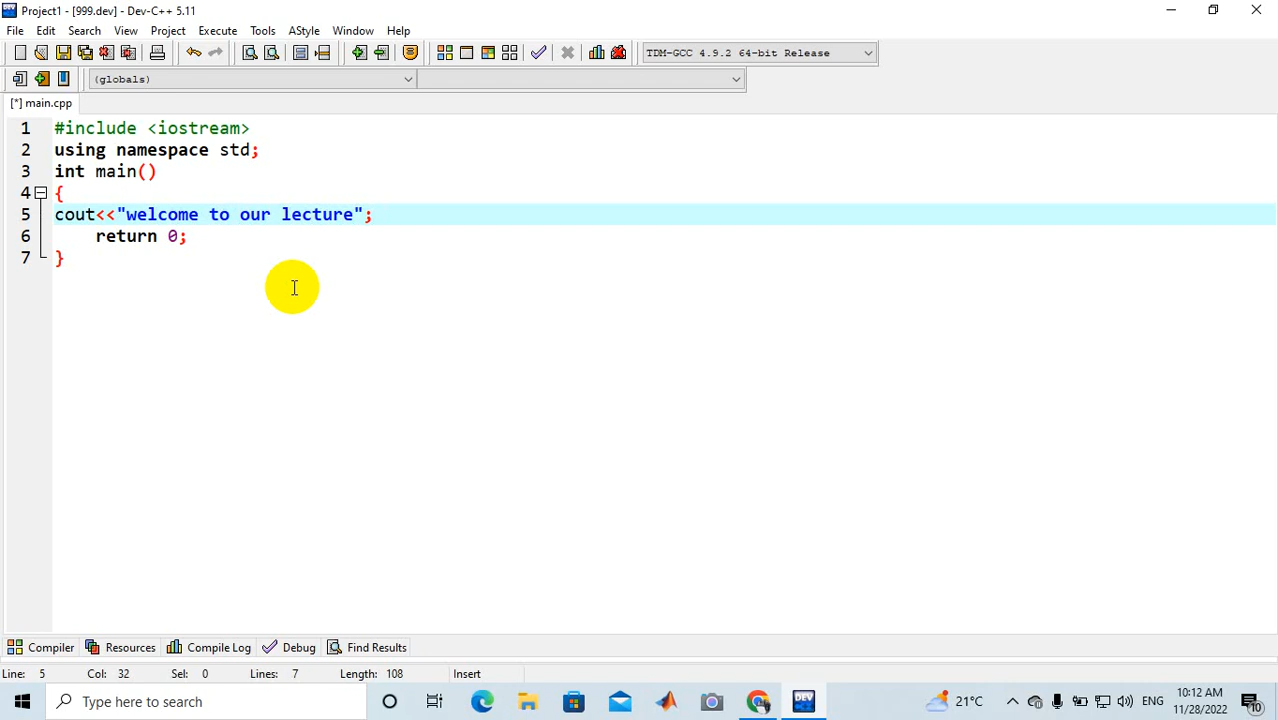 Project1 - [999.dev] - Dev-C++ 5.11
File Edit Search View Project Execute Tools AStyle Window Help
TDM-GCC 4.9.2 64-bit Release
(globals)
[*] main.cpp
1 #include <iostream>
2 using namespace std;
3 int main()
4 {
5 cout<<"welcome to our lecture";
6 return 0;
7 }
Compiler Resources Compile Log Debug Find Results
Line: 5 Col: 32 Sel: 0 Lines: 7 Length: 108 Insert
Type here to search
DEV C++
21°C
ENG
10:12 AM
11/28/2022
10